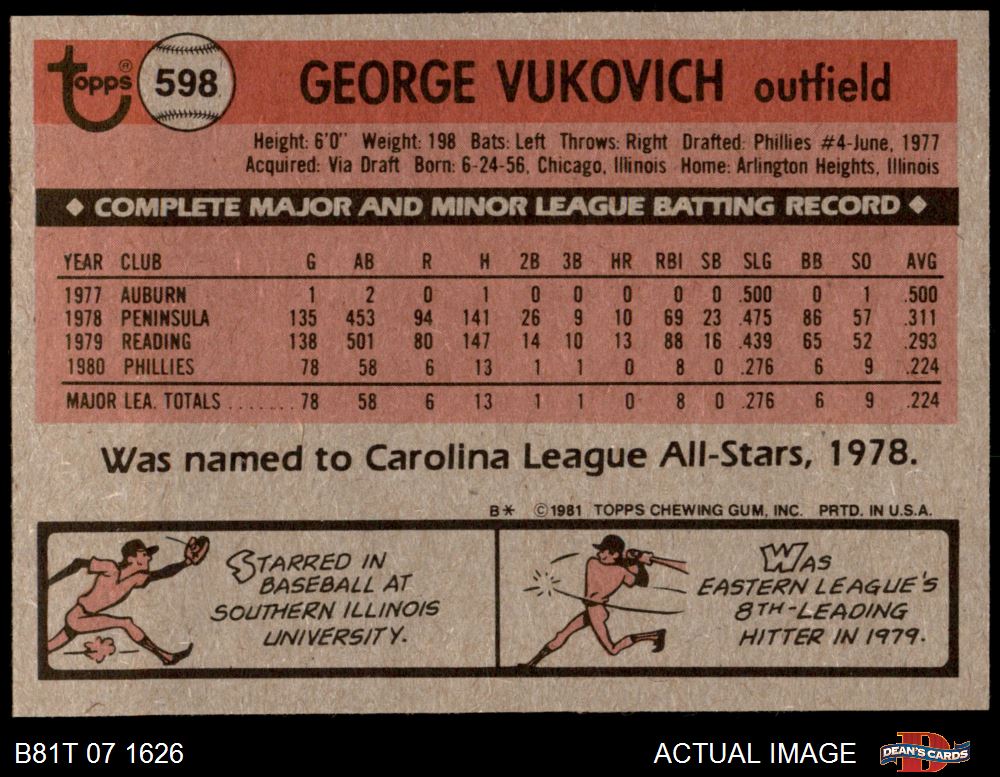 topps® 598 GEORGE VUKOVICH outfield
Height: 6'0" Weight: 198 Bats: Left Throws: Right Drafted: Phillies #4-June, 1977
Acquired: Via Draft Born: 6-24-56, Chicago, Illinois Home: Arlington Heights, Illinois
◆ COMPLETE MAJOR AND MINOR LEAGUE BATTING RECORD ◆
YEAR CLUB G AB R H 2B 3B HR RBI SB SLG BB SO AVG
1977 AUBURN 1 2 0 1 0 0 0 0 0 .500 0 1 .500
1978 PENINSULA 135 453 94 141 26 9 10 69 23 .475 86 57 .311
1979 READING 138 501 80 147 14 10 13 88 16 .439 65 52 .293
1980 PHILLIES 78 58 6 13 1 1 0 8 0 .276 6 9 .224
MAJOR LEA. TOTALS ....... 78 58 6 13 1 1 0 8 0 .276 6 9 .224
Was named to Carolina League All-Stars, 1978.
B* ©1981 TOPPS CHEWING GUM, INC. PRTD. IN U.S.A.
STARRED IN
BASEBALL AT
SOUTHERN ILLINOIS
UNIVERSITY.
WAS
EASTERN LEAGUE'S
8TH-LEADING
HITTER IN 1979.
B81T 07 1626 ACTUAL IMAGE DEAN'S CARDS